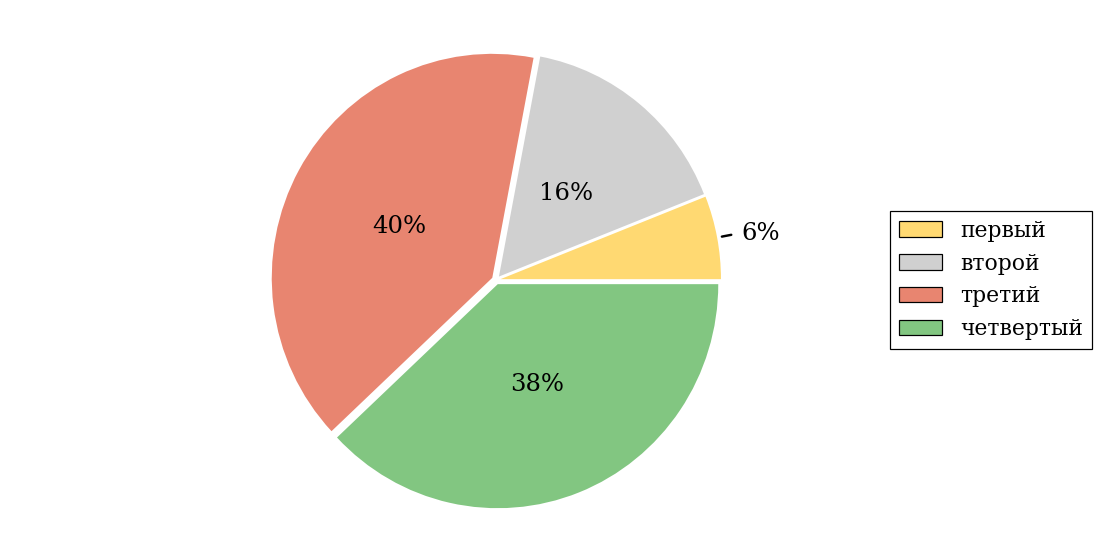 16%
40%
6%
38%
первый
второй
третий
четвертый